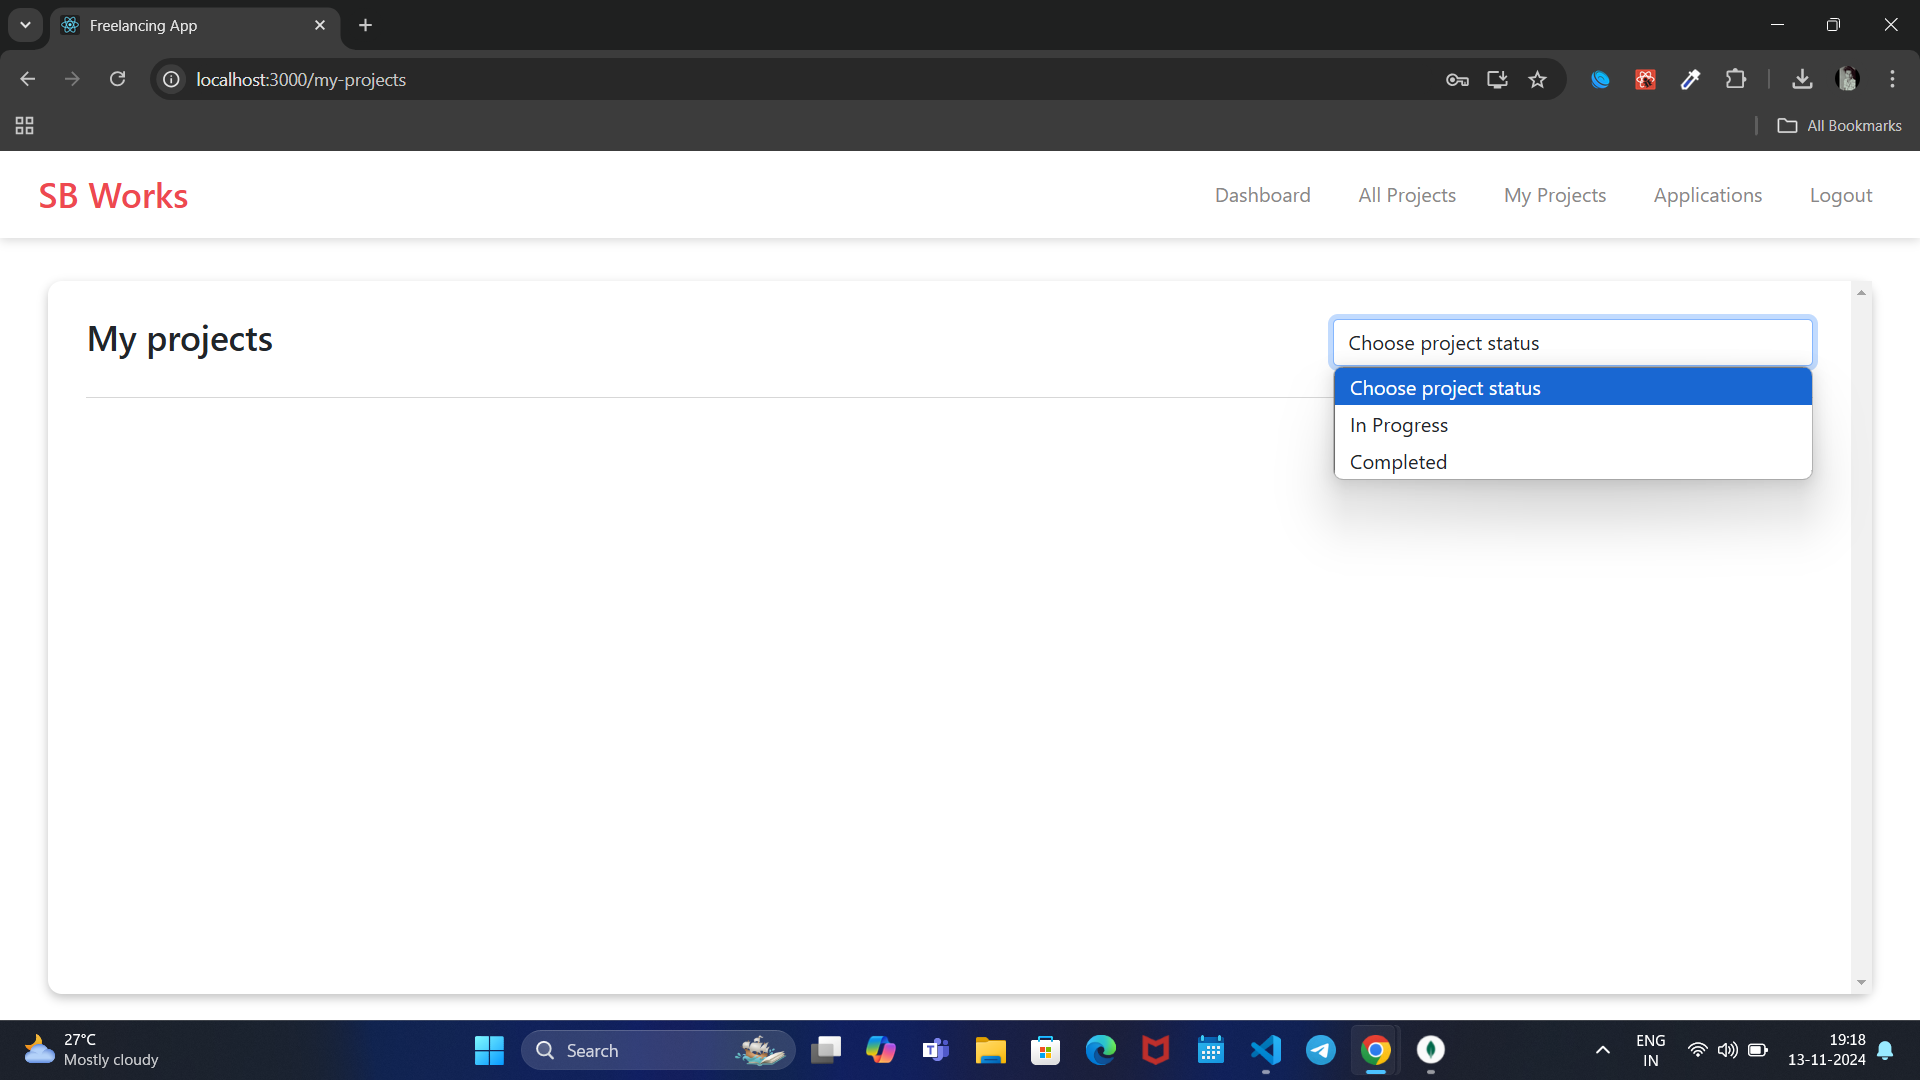 Freelancing App
localhost:3000/my-projects
All Bookmarks
SB Works
Dashboard
All Projects
My Projects
Applications
Logout
My projects
Choose project status
Choose project status
In Progress
Completed
27°C
Mostly cloudy
Search
ENG
IN
19:18
13-11-2024